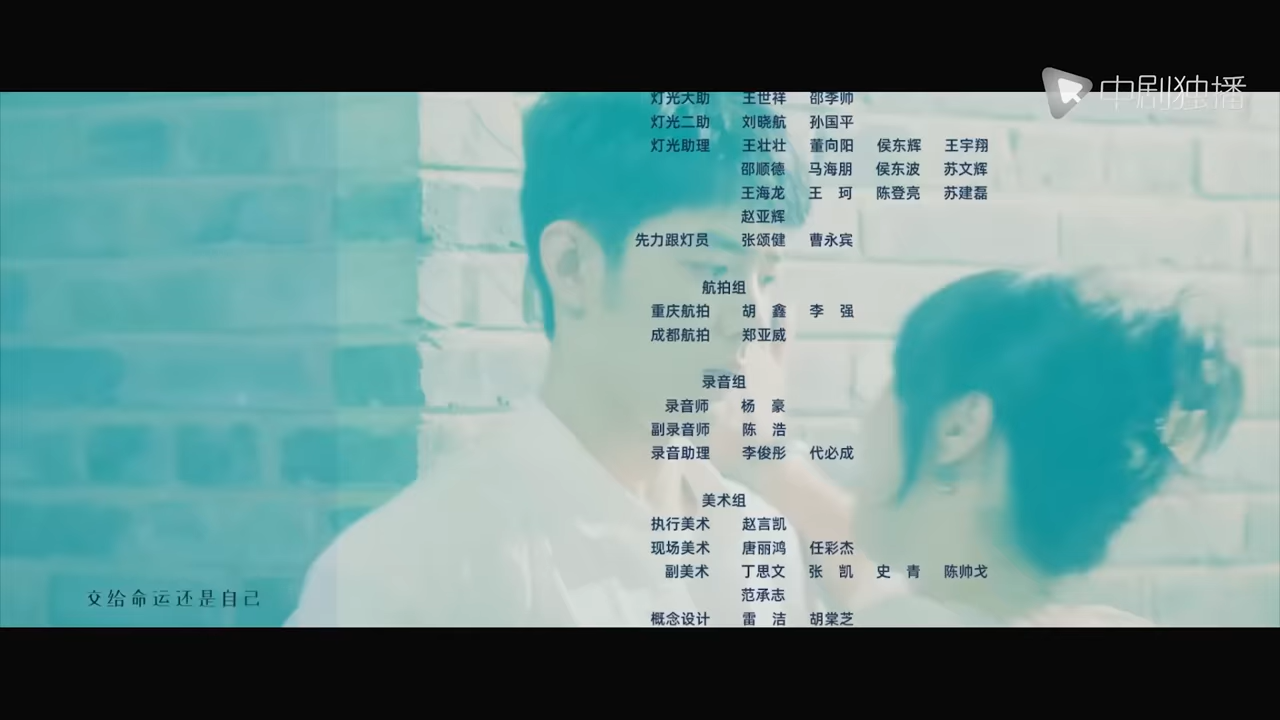 中剧独播
灯光大助 王世祥 邵李帅
灯光二助 刘晓航 孙国平
灯光助理 王壮壮 董向阳 侯东辉 王宇翔
邵顺德 马海朋 侯东波 苏文辉
王海龙 王 珂 陈登亮 苏建磊
赵亚辉
先力跟灯员 张颂健 曹永宾
航拍组
重庆航拍 胡 鑫 李 强
成都航拍 郑亚威
录音组
录音师 杨 豪
副录音师 陈 浩
录音助理 李俊彤 代必成
美术组
执行美术 赵言凯
现场美术 唐丽鸿 任彩杰
副美术 丁思文 张 凯 史 青 陈帅戈
范承志
概念设计 雷 洁 胡棠芝
交给命运还是自己